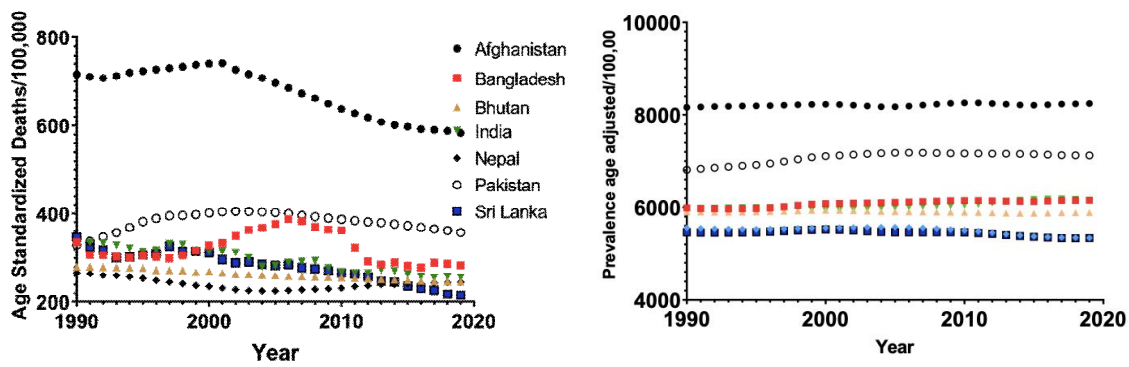 Age Standardized Deaths/100,000
800
600
400
200
1990
2000
2010
2020
Year
Afghanistan
Bangladesh
Bhutan
India
Nepal
Pakistan
Sri Lanka
Prevalence age adjusted/100,00
10000
8000
6000
4000
1990
2000
2010
2020
Year